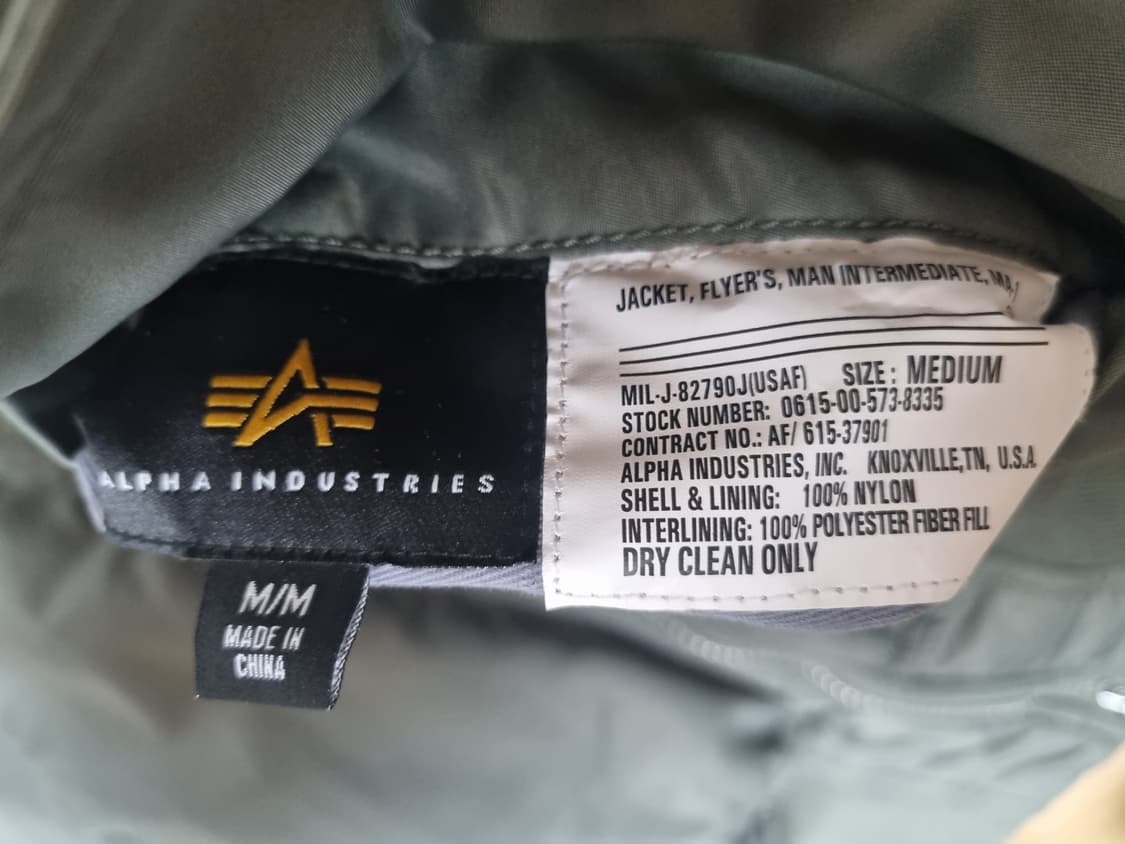 ALPHA INDUSTRIES
M/M
MADE IN
CHINA
JACKET, FLYER'S, MAN INTERMEDIATE, MA-1
MIL-J-82790J(USAF) SIZE: MEDIUM
STOCK NUMBER: 0615-00-573-8335
CONTRACT NO.: AF/ 615-37901
ALPHA INDUSTRIES, INC. KNOXVILLE,TN, U.S.A.
SHELL & LINING: 100% NYLON
INTERLINING: 100% POLYESTER FIBER FILL
DRY CLEAN ONLY